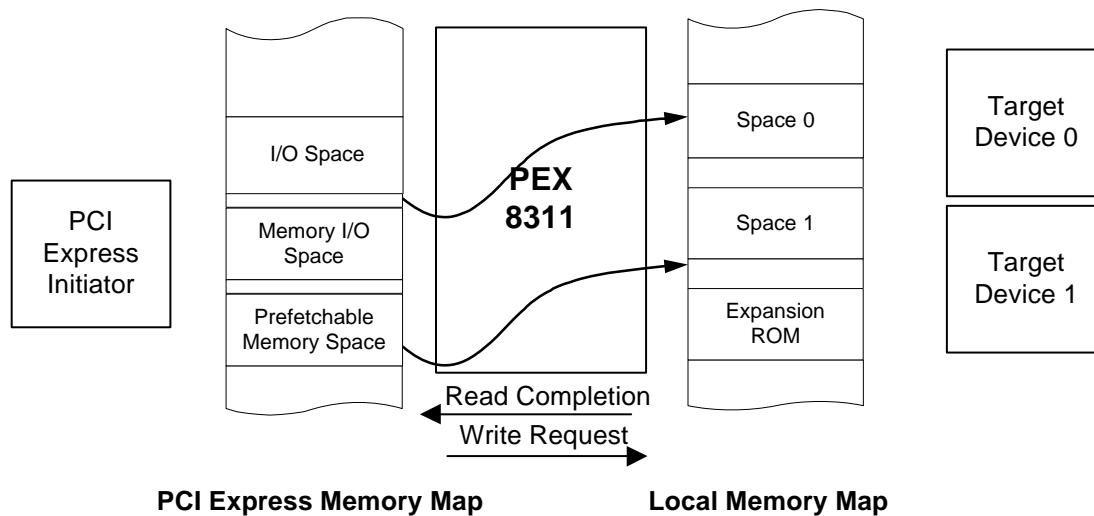 PCI
Express
Initiator
I/O Space
Memory I/O
Space
Prefetchable
Memory Space
PEX
8311
Space 0
Space 1
Expansion
ROM
Target
Device 0
Target
Device 1
Read Completion
Write Request
PCI Express Memory Map
Local Memory Map